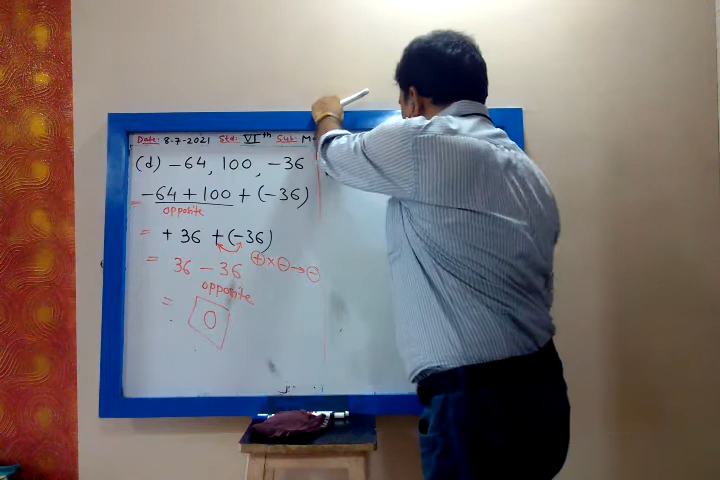 Date: 8-7-2021 Std: VIth Sub: M
(d) -64, 100, -36
-64 + 100 + (-36)
= opposite
= + 36 + (-36)
= 36 - 36 + × - → -
opposite
= 0